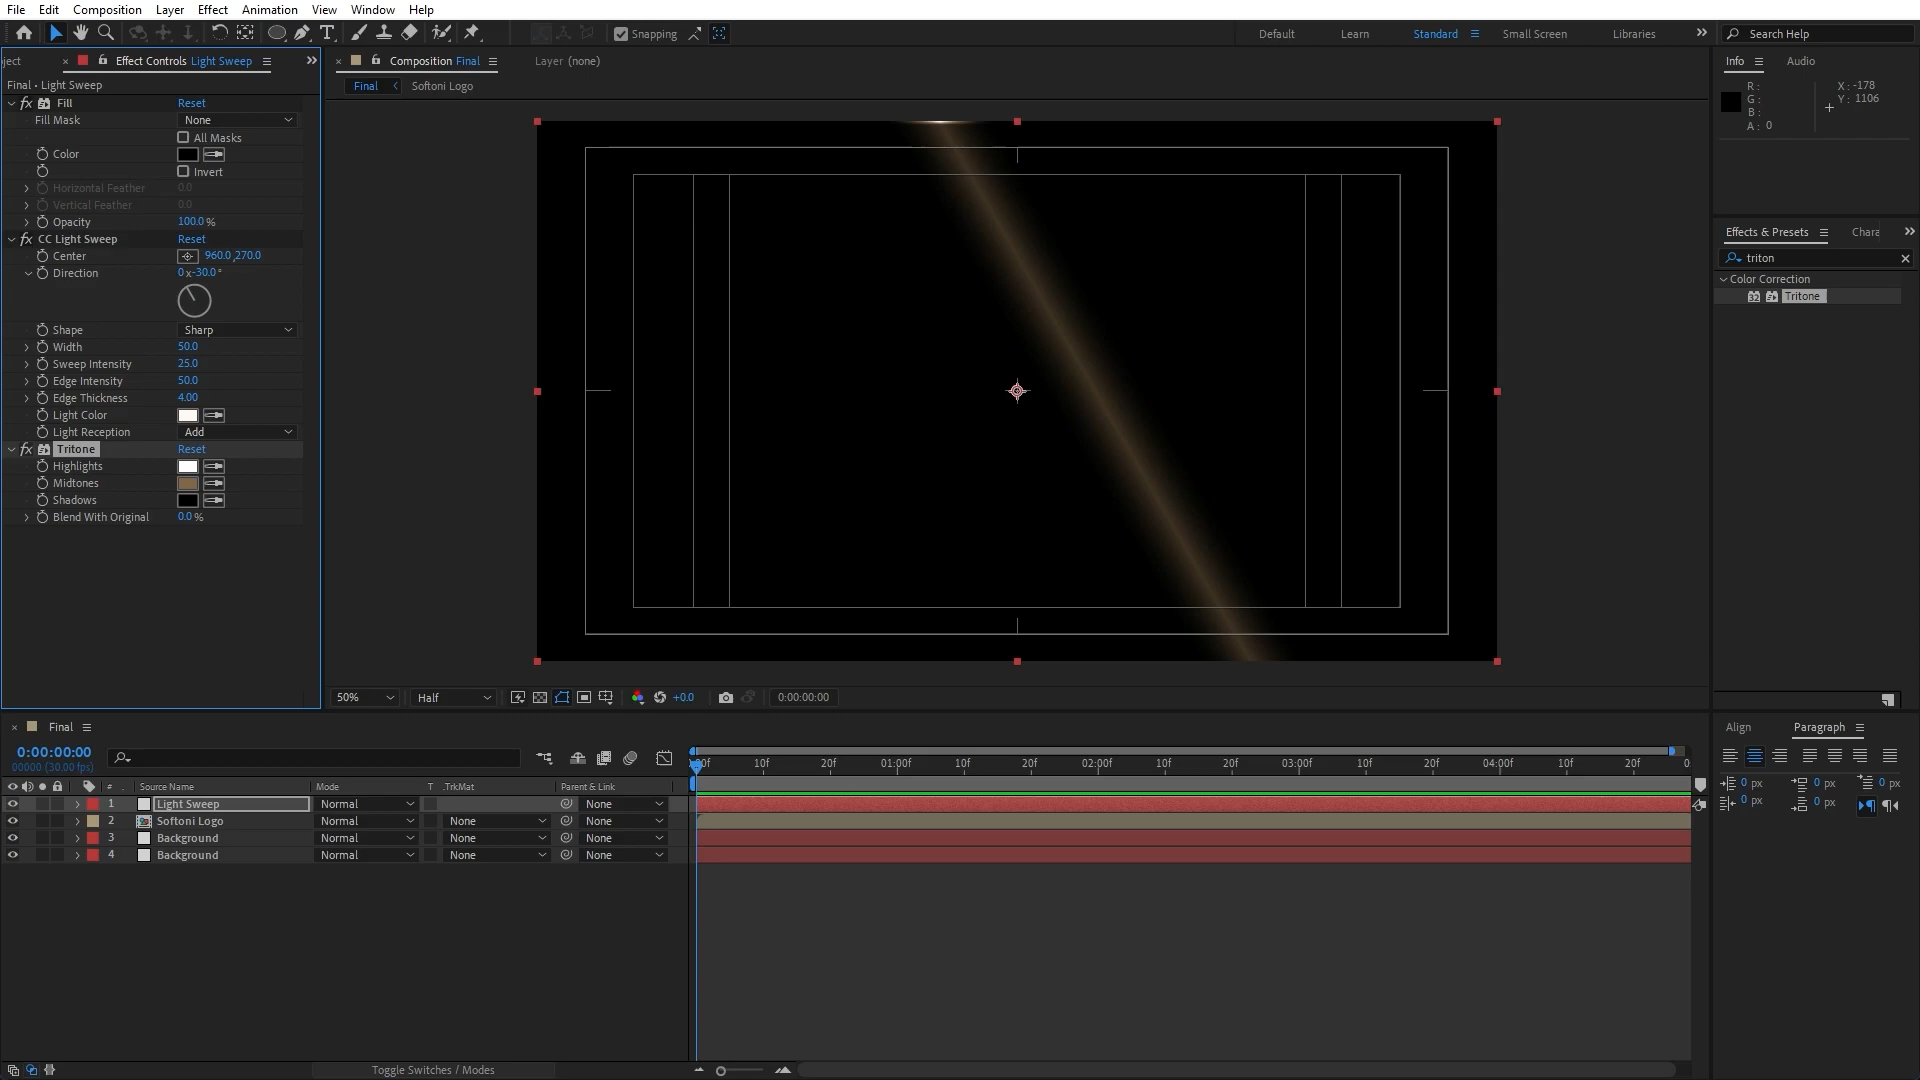 File Edit Composition Layer Effect Animation View Window Help
Snapping
Default Learn Standard Small Screen Libraries
Search Help
ject
Effect Controls Light Sweep
Composition Final
Layer (none)
Final • Light Sweep
Final
Softoni Logo
Fill Reset
Fill Mask None
All Masks
Color
Invert
Horizontal Feather 0.0
Vertical Feather 0.0
Opacity 100.0 %
CC Light Sweep Reset
Center 960.0,270.0
Direction 0x-30.0°
Shape Sharp
Width 50.0
Sweep Intensity 25.0
Edge Intensity 50.0
Edge Thickness 4.00
Light Color
Light Reception Add
Tritone Reset
Highlights
Midtones
Shadows
Blend With Original 0.0 %
50% Half +0.0 0:00:00:00
Info Audio
R:
G:
B:
A: 0
X: -178
Y: 1106
Effects & Presets Chara
triton
Color Correction
32 Tritone
Final
0:00:00:00
00000 (30.00 fps)
:00f 10f 20f 01:00f 10f 20f 02:00f 10f 20f 03:00f 10f 20f 04:00f 10f 20f 0
# Source Name Mode T .TrkMat Parent & Link
1 Light Sweep Normal None
2 Softoni Logo Normal None None
3 Background Normal None None
4 Background Normal None None
Toggle Switches / Modes
Align Paragraph
0 px 0 px 0 px
0 px 0 px